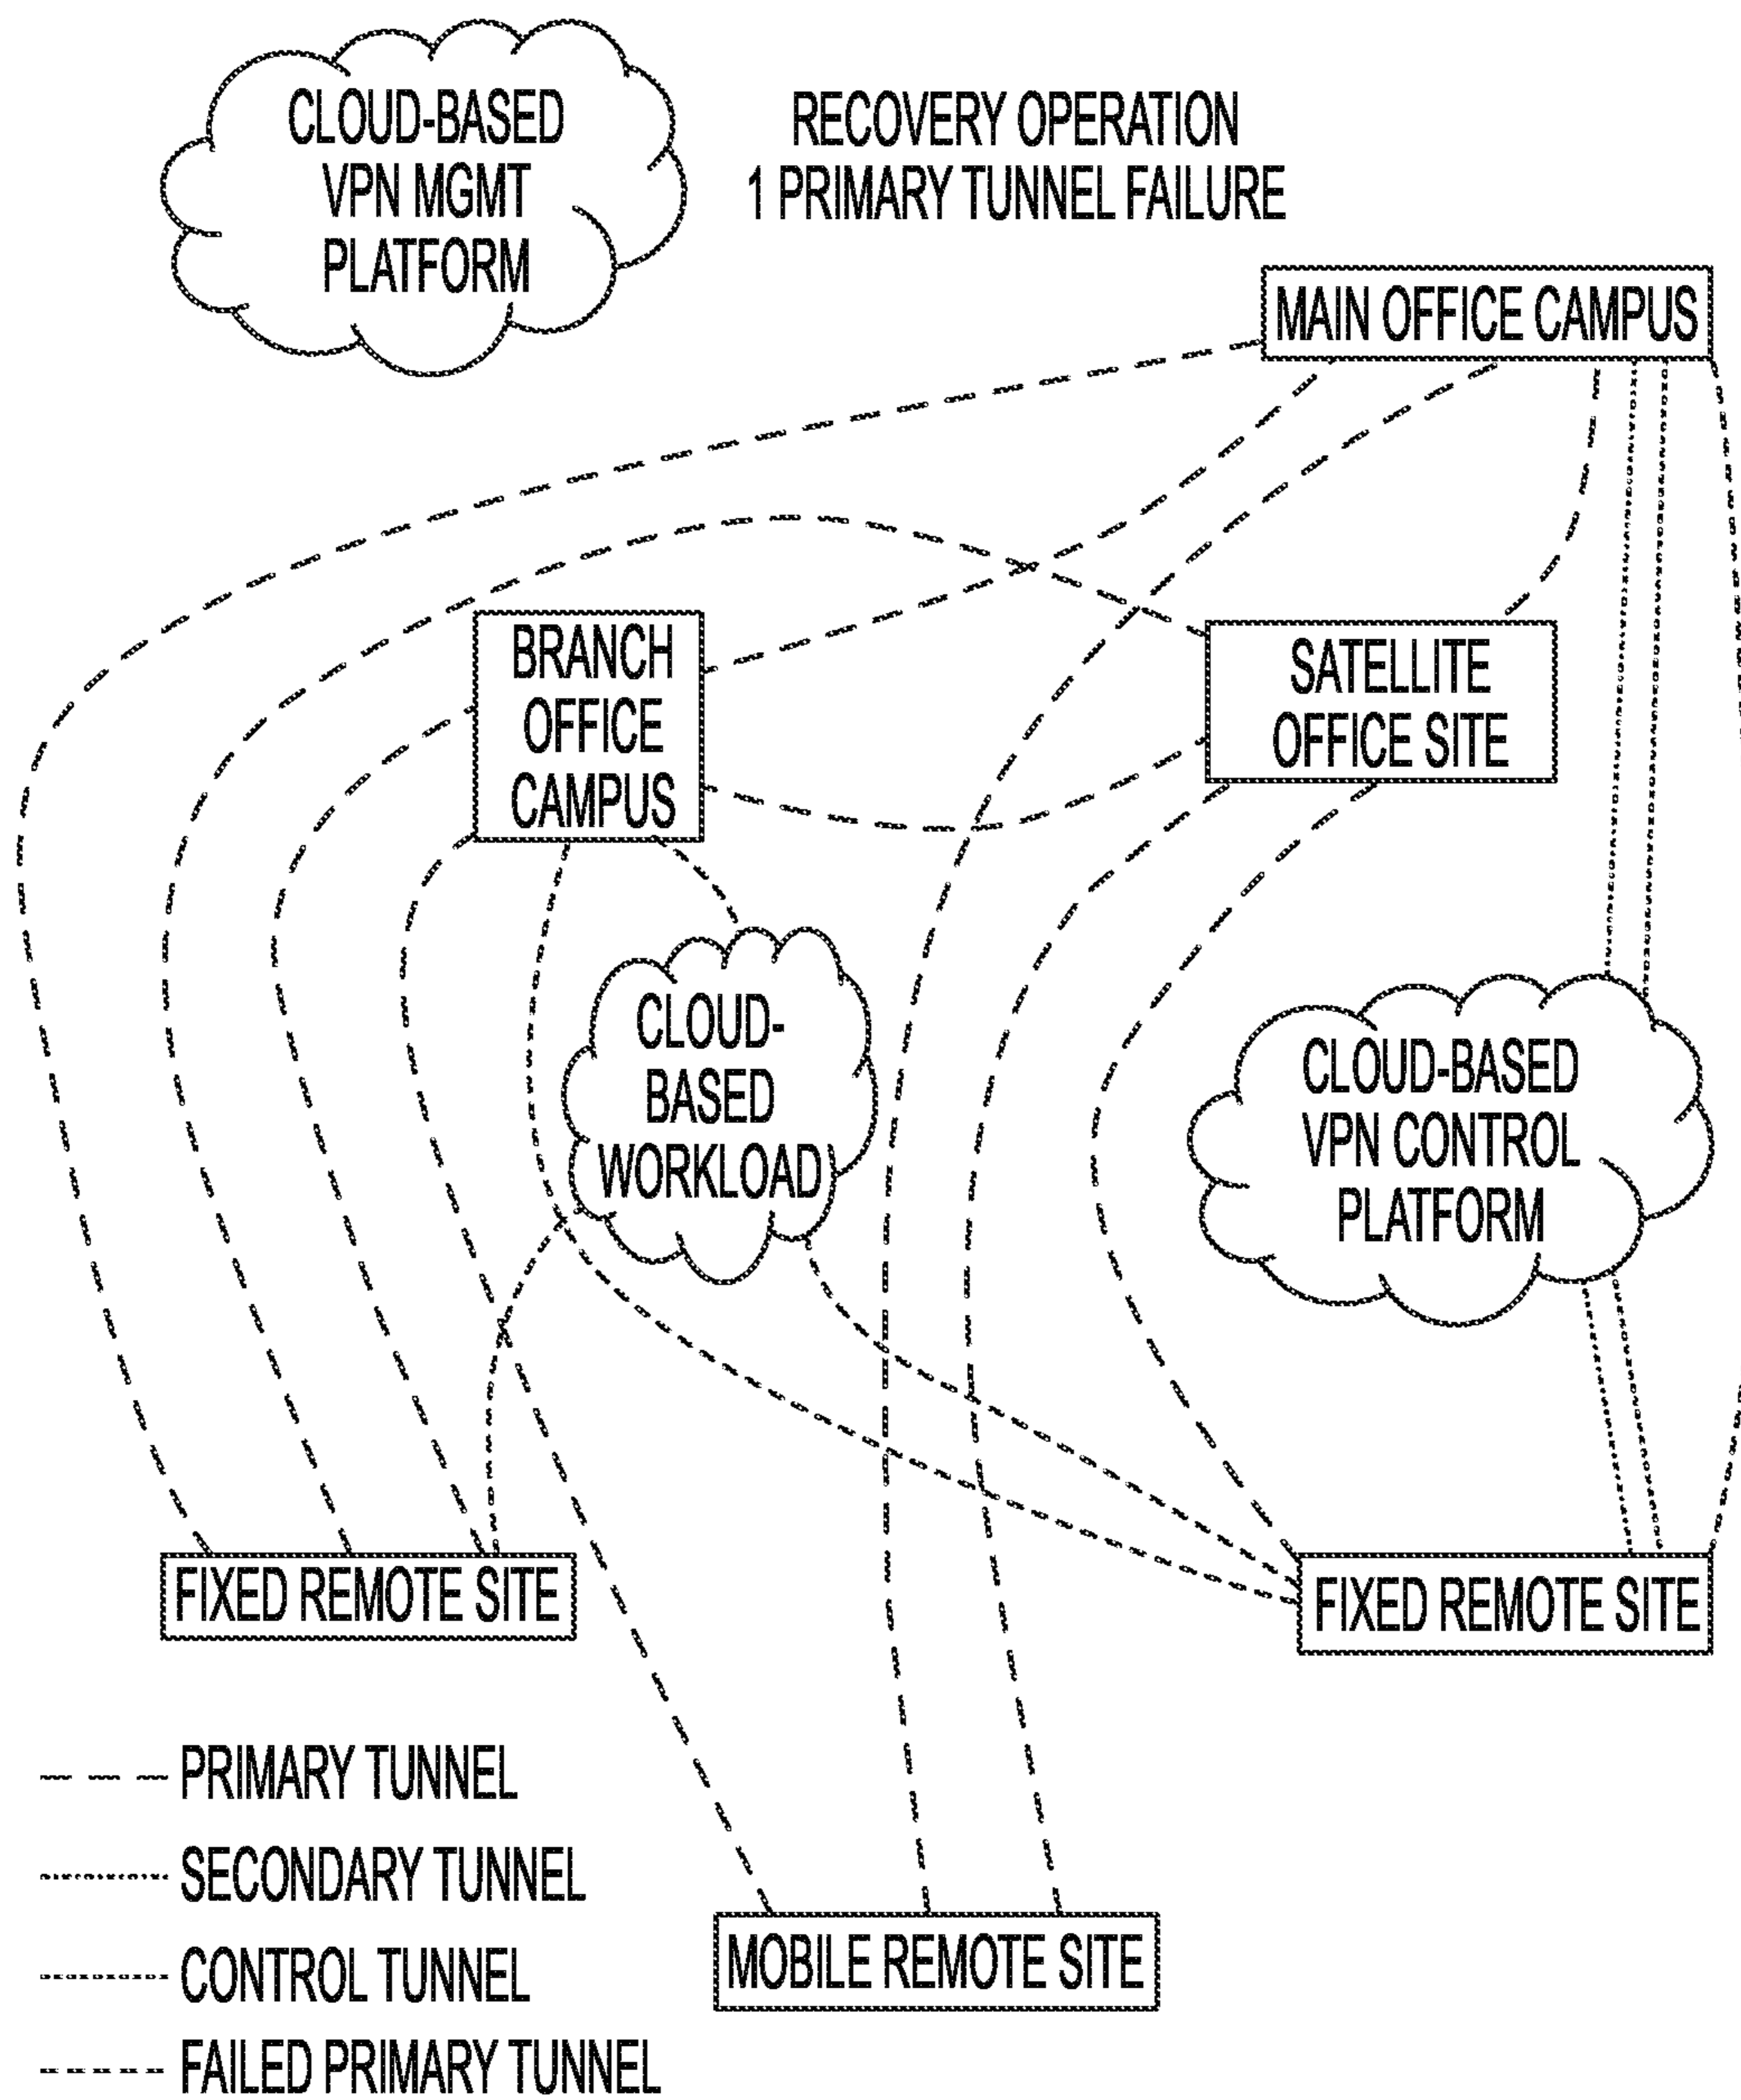 CLOUD-BASED
VPN MGMT
PLATFORM
RECOVERY OPERATION
1 PRIMARY TUNNEL FAILURE
MAIN OFFICE CAMPUS
BRANCH
OFFICE
CAMPUS
SATELLITE
OFFICE SITE
CLOUD-
BASED
WORKLOAD
CLOUD-BASED
VPN CONTROL
PLATFORM
FIXED REMOTE SITE
FIXED REMOTE SITE
MOBILE REMOTE SITE
PRIMARY TUNNEL
SECONDARY TUNNEL
CONTROL TUNNEL
FAILED PRIMARY TUNNEL